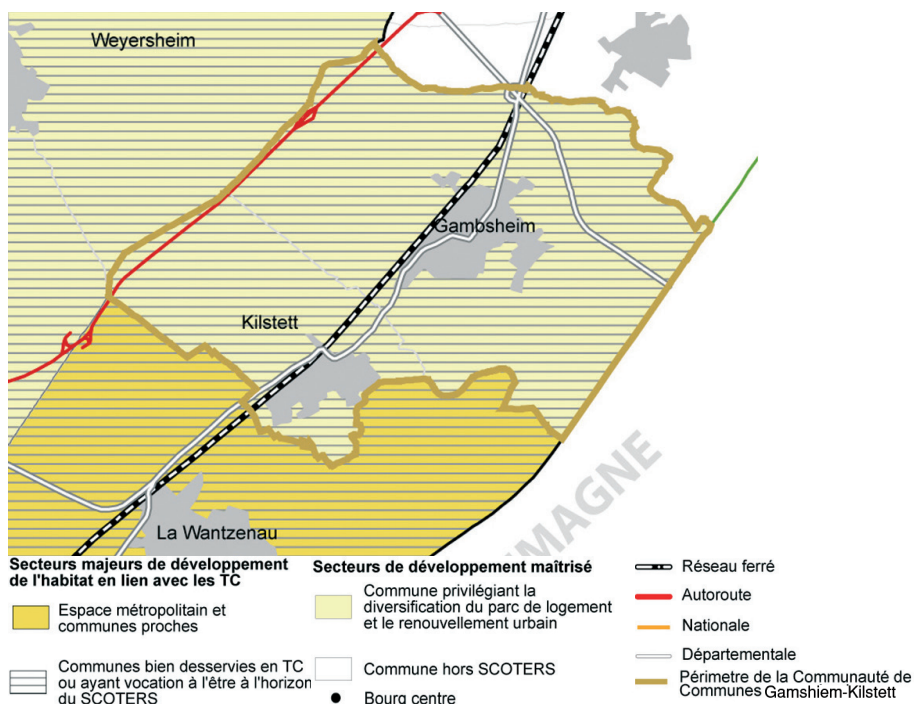 Weyersheim
Gambsheim
Kilstett
La Wantzenau
IMAGNE
Secteurs majeurs de développement
de l'habitat en lien avec les TC
Espace métropolitain et
communes proches
Communes bien desservies en TC
ou ayant vocation à l'être à l'horizon
du SCOTERS
Secteurs de développement maîtrisé
Commune privilégiant la
diversification du parc de logement
et le renouvellement urbain
Commune hors SCOTERS
Bourg centre
Réseau ferré
Autoroute
Nationale
Départementale
Périmetre de la Communauté de
Communes Gamshiem-Kilstett